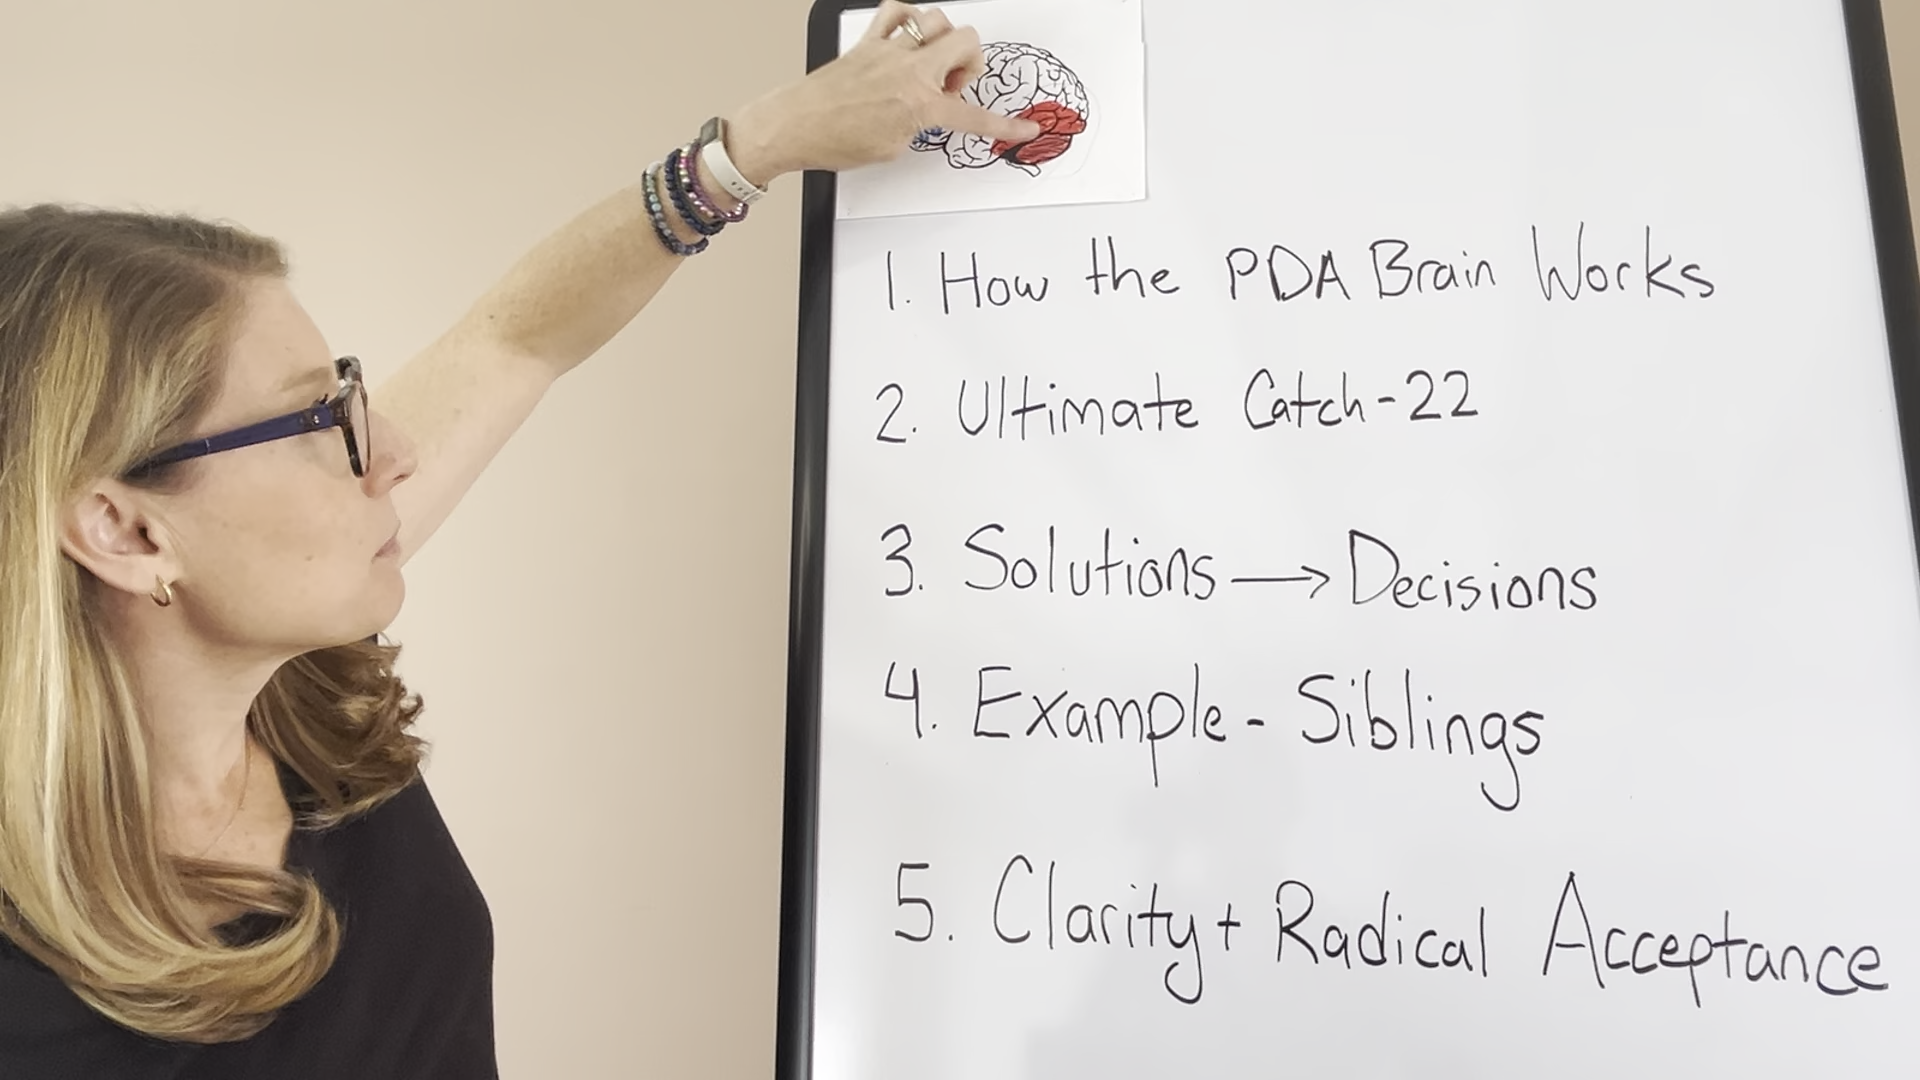 1. How the PDA Brain Works
2. Ultimate Catch-22
3. Solutions → Decisions
4. Example - Siblings
5. Clarity + Radical Acceptance